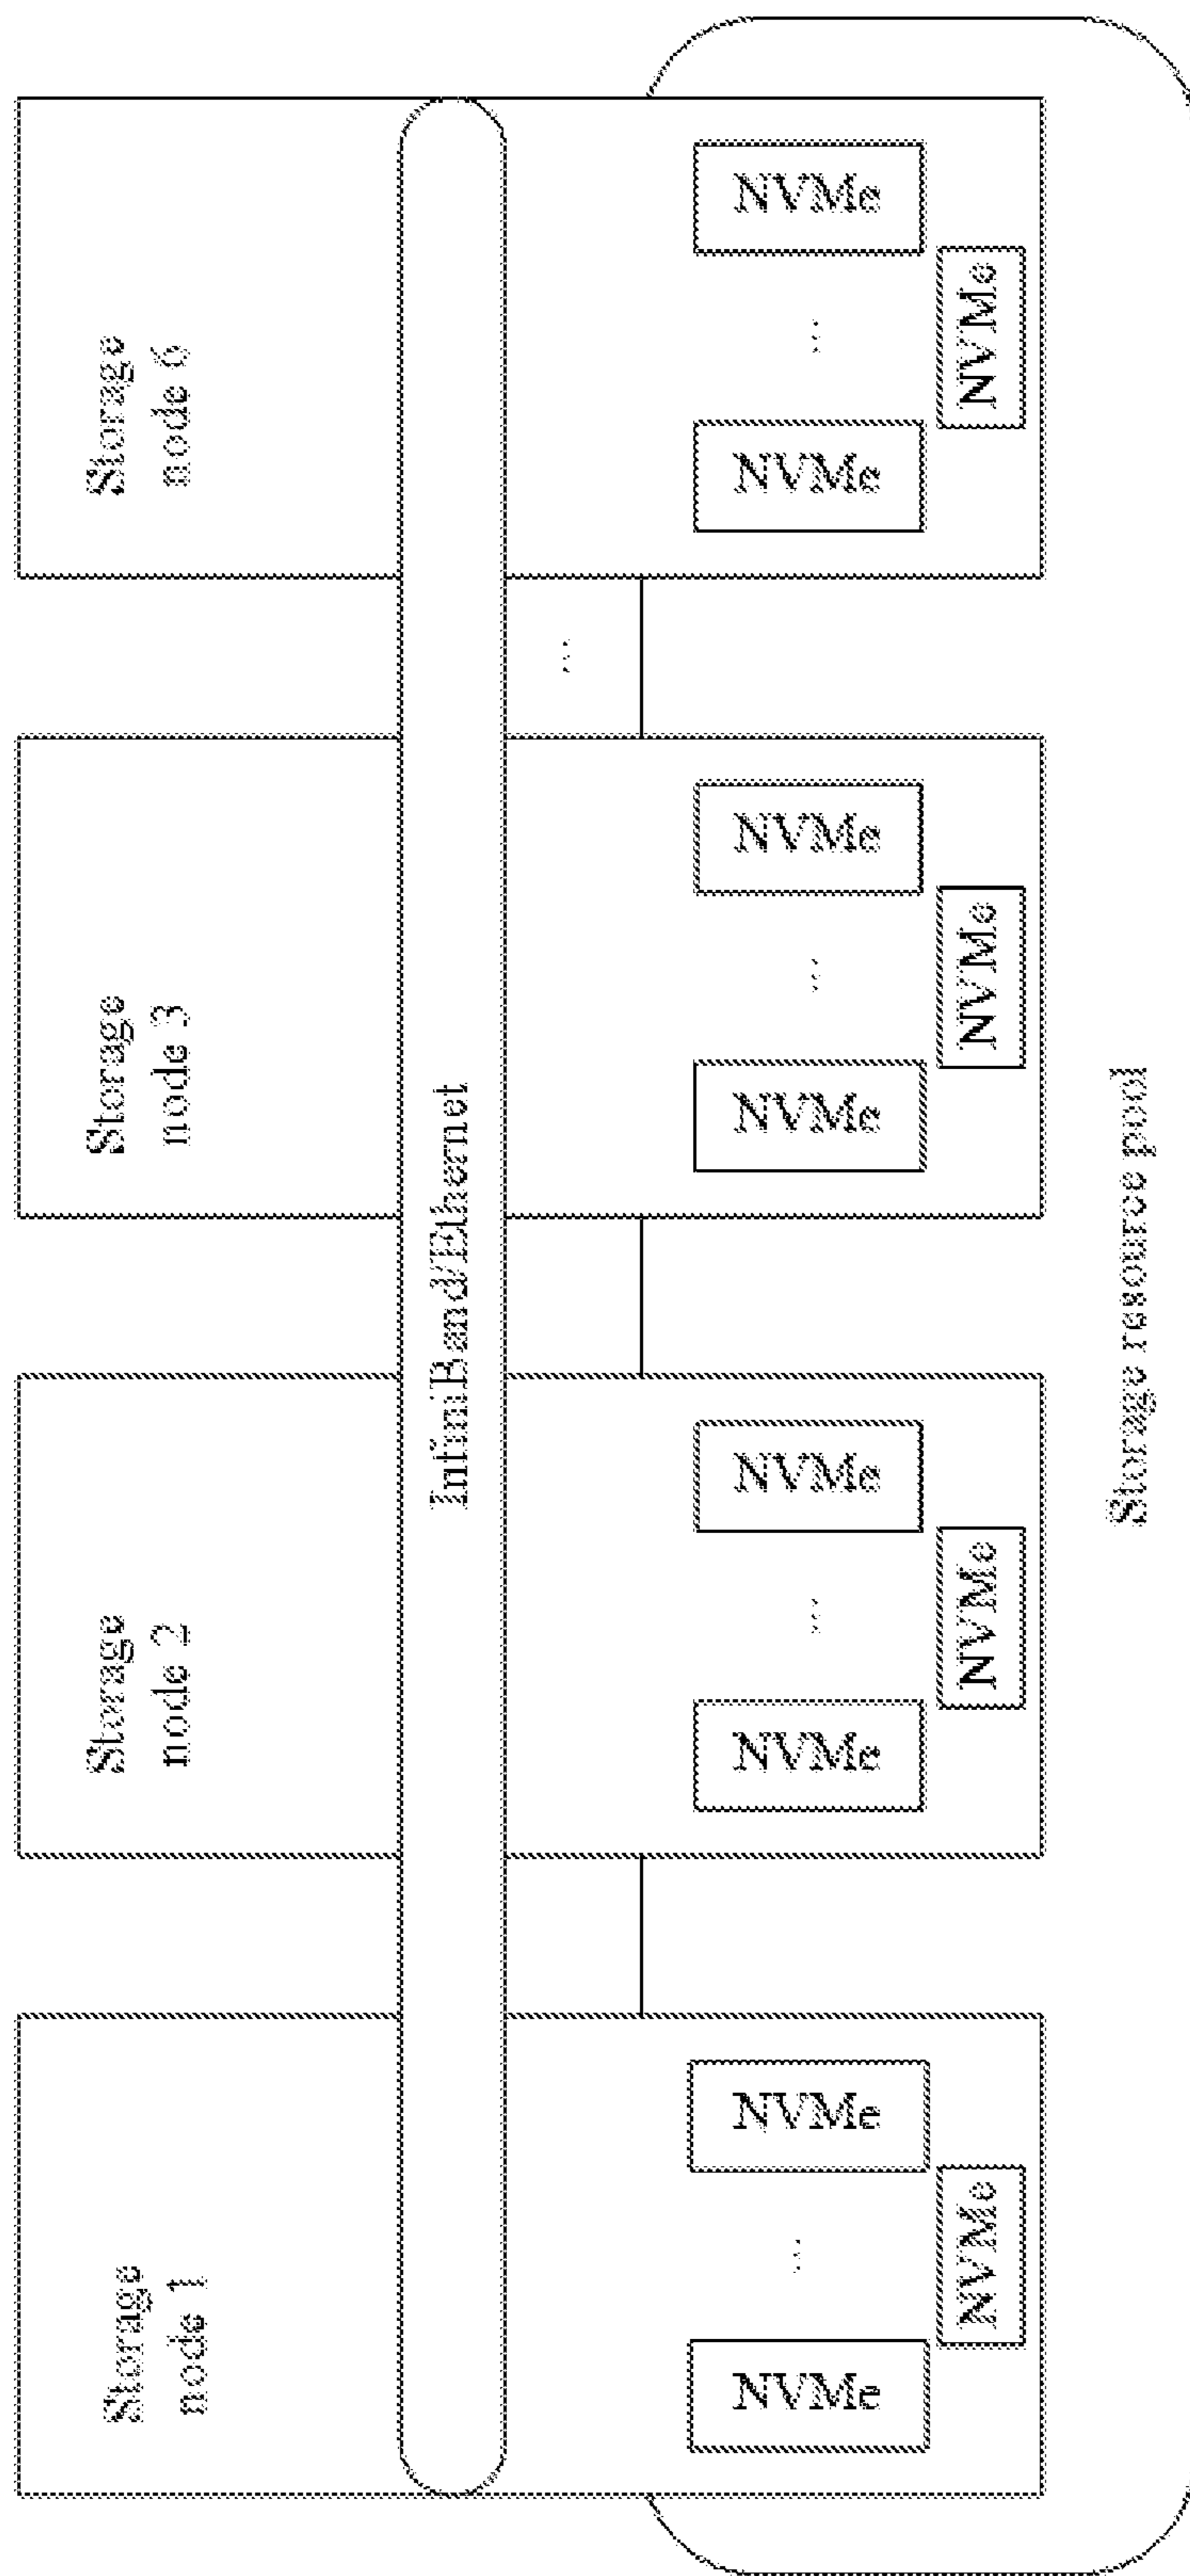 Storage
node 1
Storage
node 2
Storage
node 3
Storage
node 6
InfiniBand/Ethernet
...
NVMe
...
NVMe
NVMe
NVMe
...
NVMe
NVMe
NVMe
...
NVMe
NVMe
NVMe
...
NVMe
NVMe
Storage resource pool